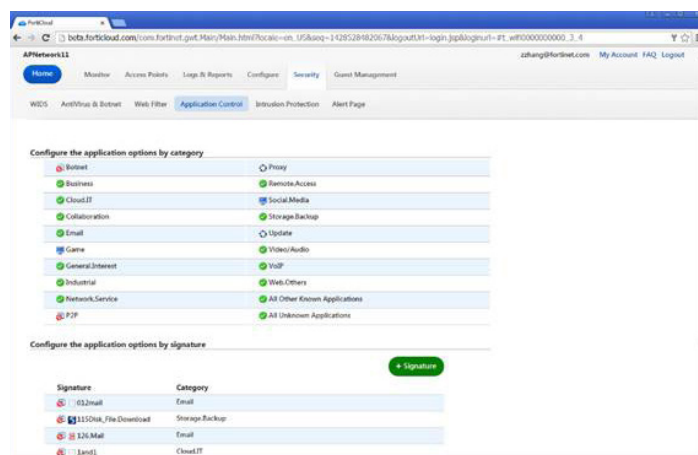 FortiCloud
beta.forticloud.com/com.fortinet.gwt.Main/Main.html?locale=en_US&seq=1428528482067&logoutUrl=login.jsp&loginurl=#t_wifi0000000000_3_4
APNetwork11 zzhang@fortinet.com My Account FAQ Logout
Home Monitor Access Points Logs & Reports Configure Security Guest Management
WIDS AntiVirus & Botnet Web Filter Application Control Intrusion Protection Alert Page
Configure the application options by category
Botnet Proxy
Business Remote.Access
Cloud.IT Social.Media
Collaboration Storage.Backup
Email Update
Game Video/Audio
General.Interest VoIP
Industrial Web.Others
Network.Service All Other Known Applications
P2P All Unknown Applications
Configure the application options by signature
+ Signature
Signature Category
012mail Email
115Disk_File.Download Storage.Backup
126.Mail Email
1and1 Cloud.IT